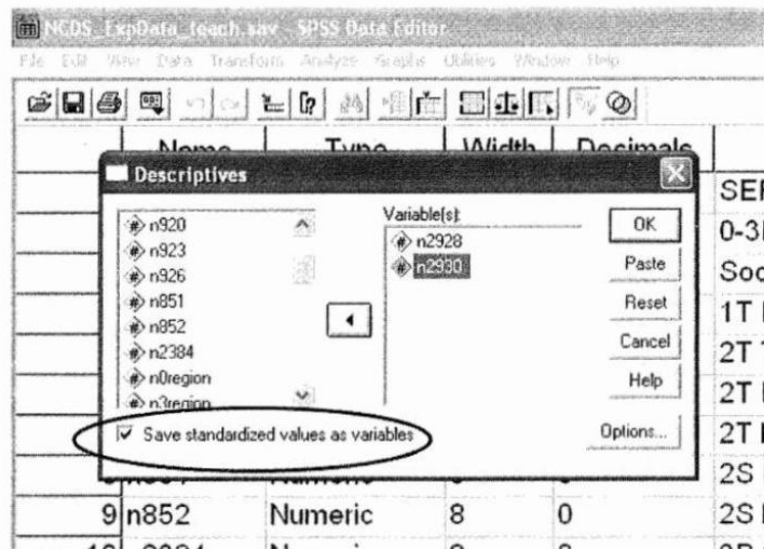 NCDS_ExpData_teach.sav - SPSS Data Editor
File Edit View Data Transform Analyze Graphs Utilities Window Help
Name Type Width Decimals
Descriptives
n920
n923
n926
n851
n852
n2384
n0region
n3region
Variable(s):
n2928
n2930
OK
Paste
Reset
Cancel
Help
Options...
Save standardized values as variables
SEF
0-3
Soc
1T
2T
2T
2T
2S
9 n852 Numeric 8 0 2S